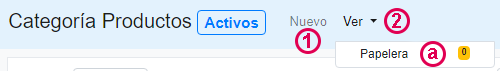 Categoría Productos Activos Nuevo Ver 2
1
Papelera a 0